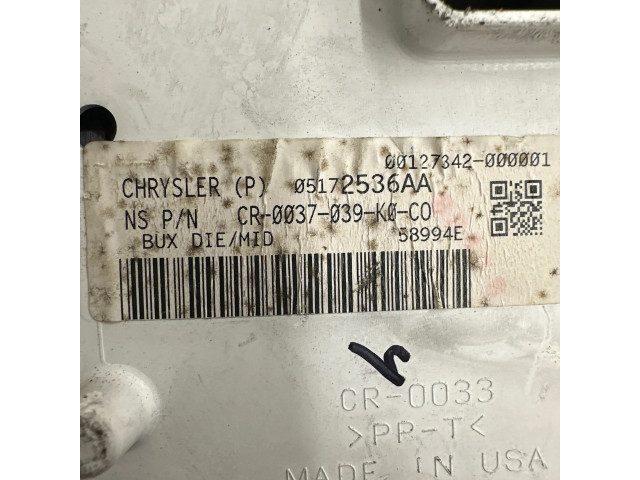 00127342-000001
CHRYSLER (P) 05172536AA
NS P/N CR-0037-039-K0-CO
BUX DIE/MID 58994E
h
CR-0033
>PP-T<
MADE IN USA